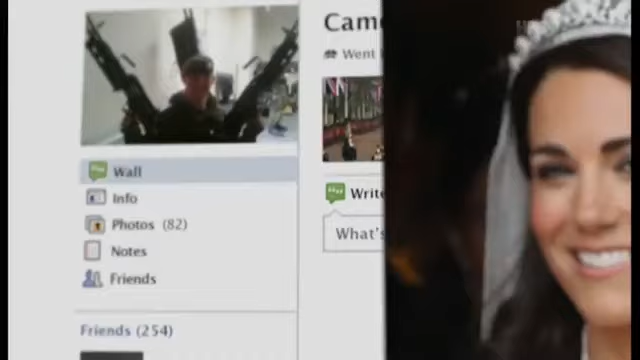 Came
Went
Wall
Info
Photos (82)
Notes
Friends
Write
What's
Friends (254)